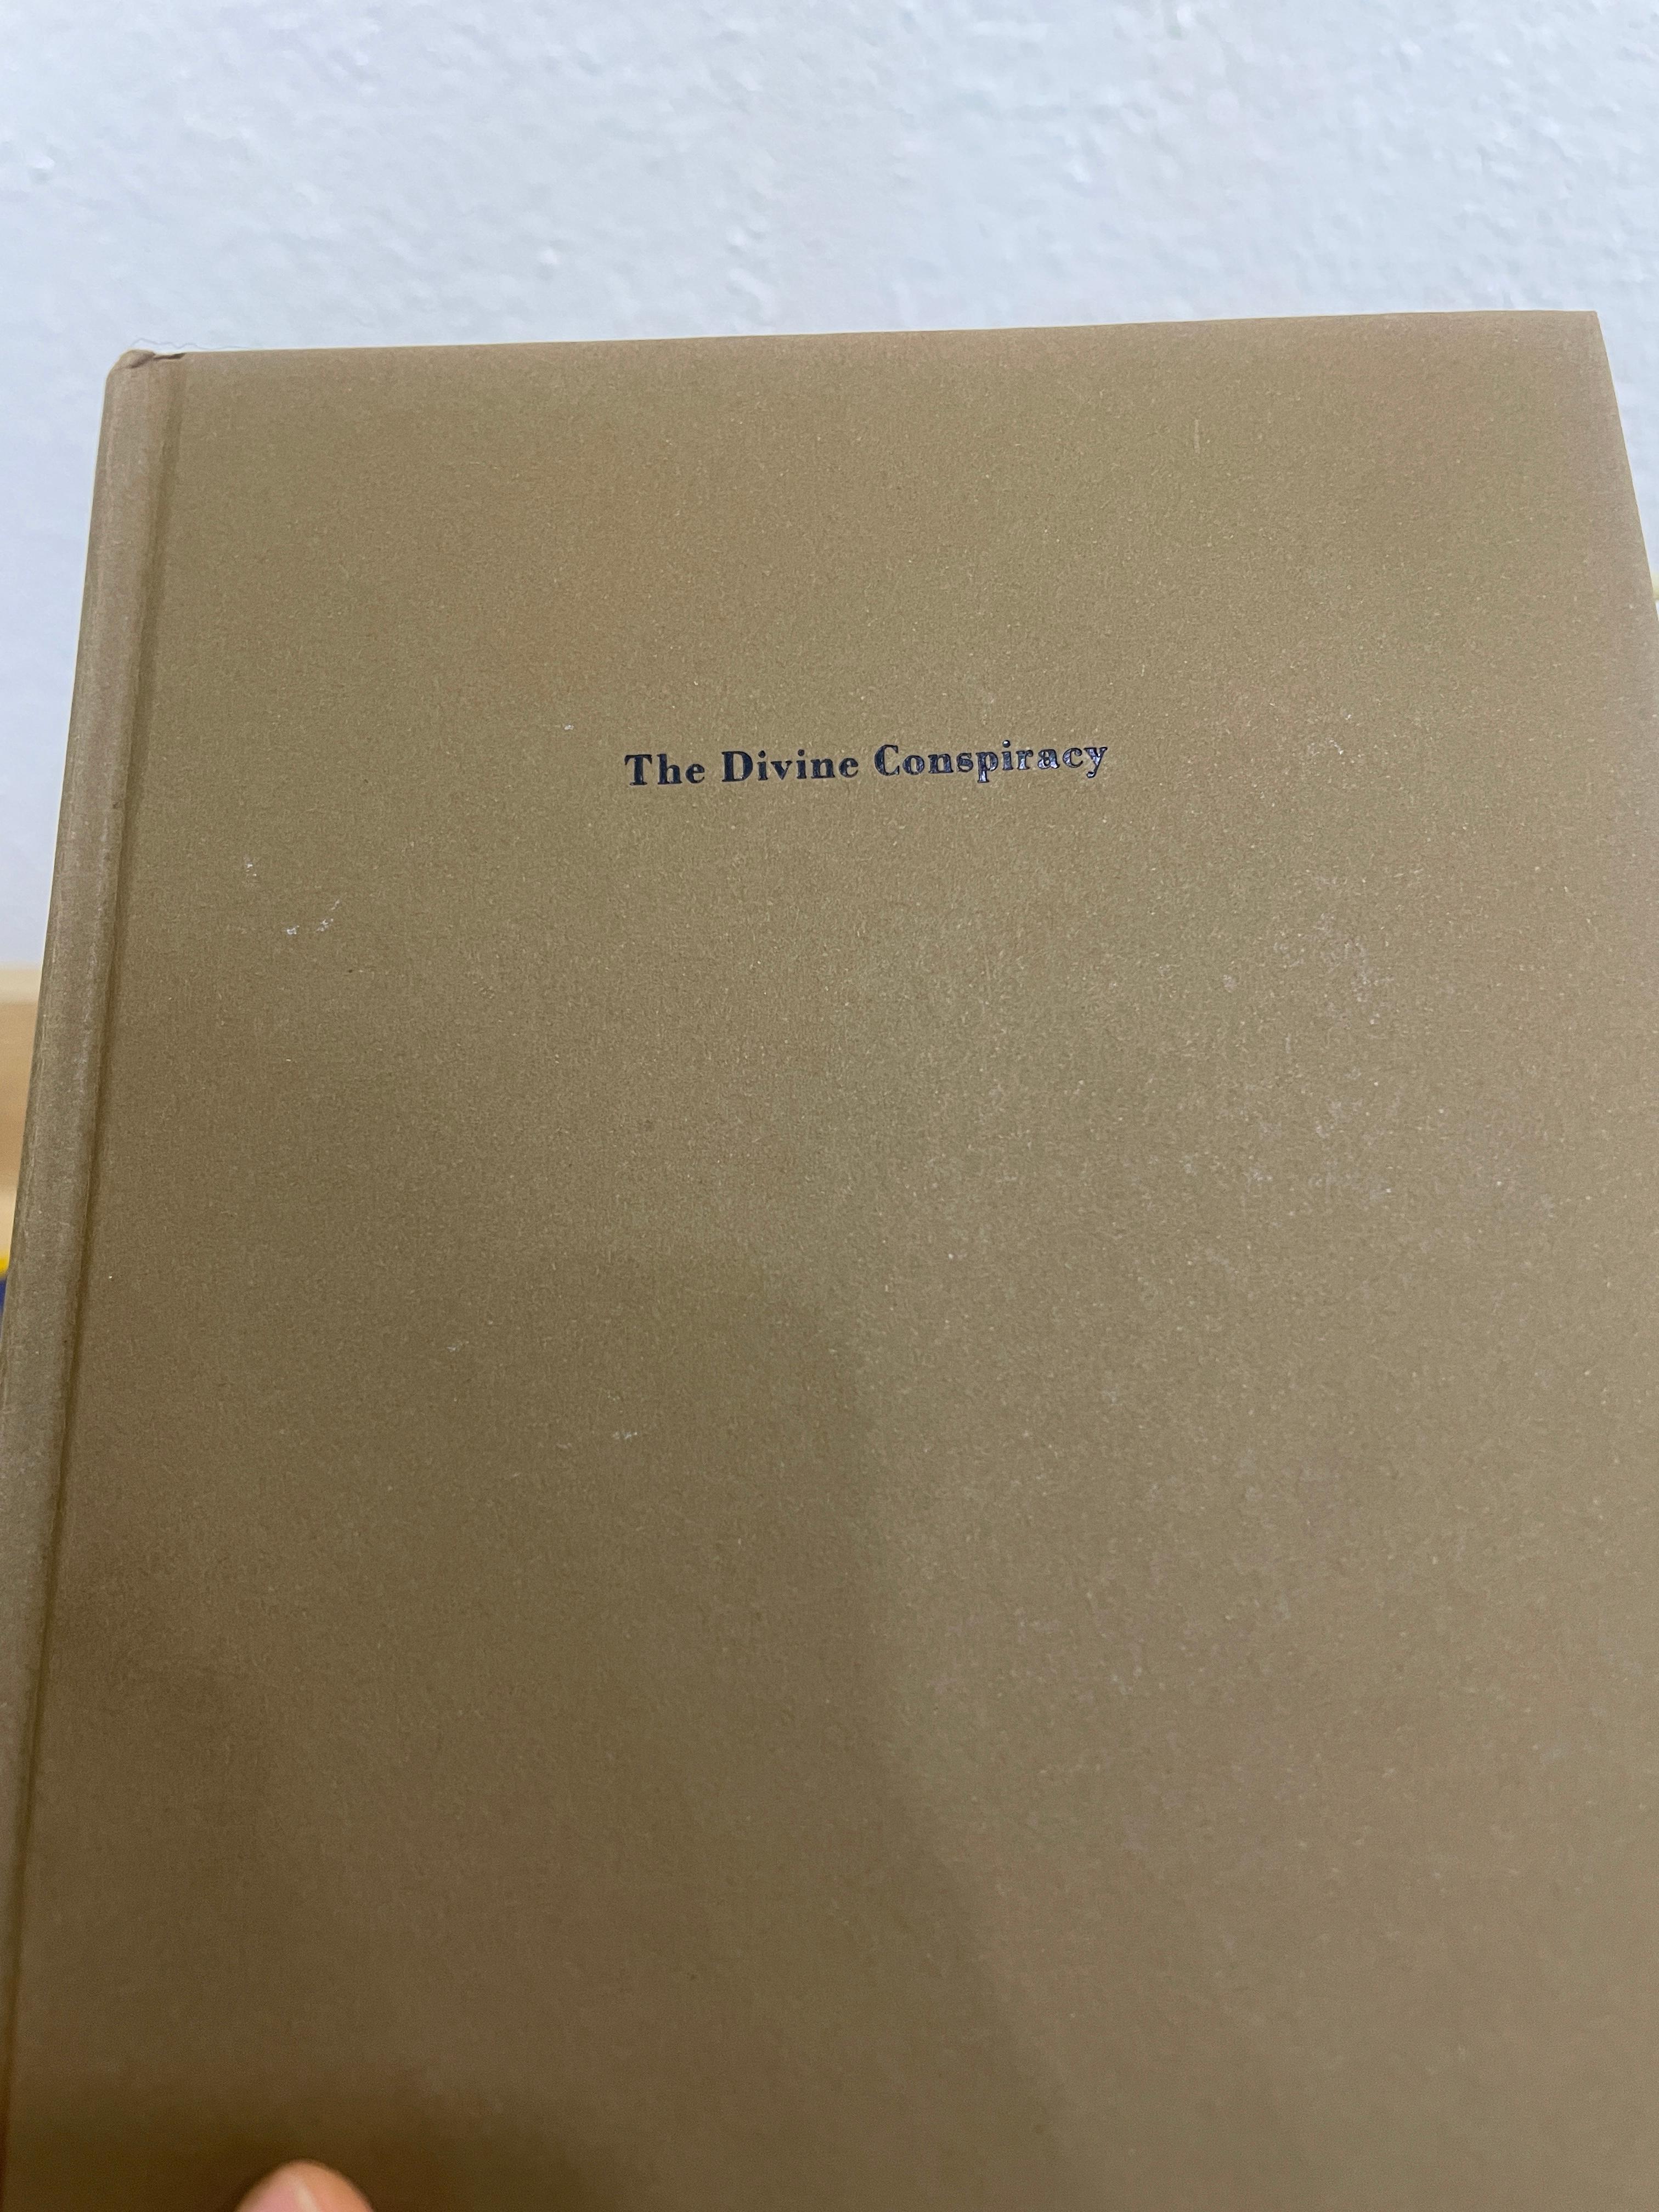 The Divine Conspiracy